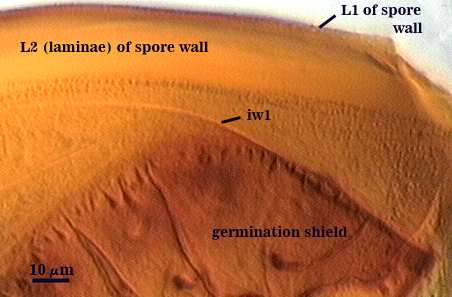 L1 of spore
wall
L2 (laminae) of spore wall
iw1
germination shield
10 μm